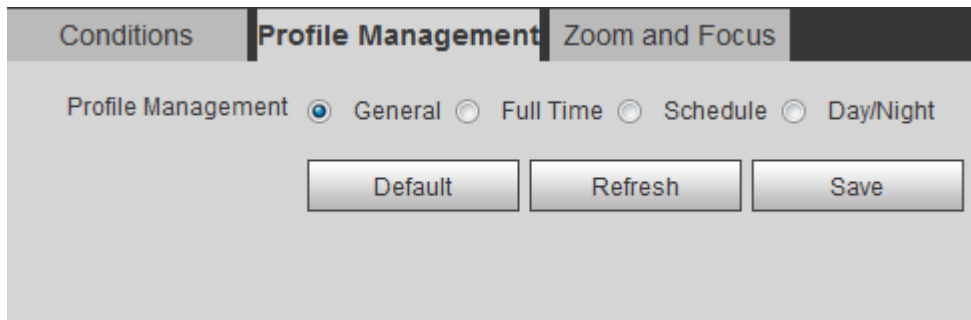 Conditions Profile Management Zoom and Focus
Profile Management General Full Time Schedule Day/Night
Default Refresh Save